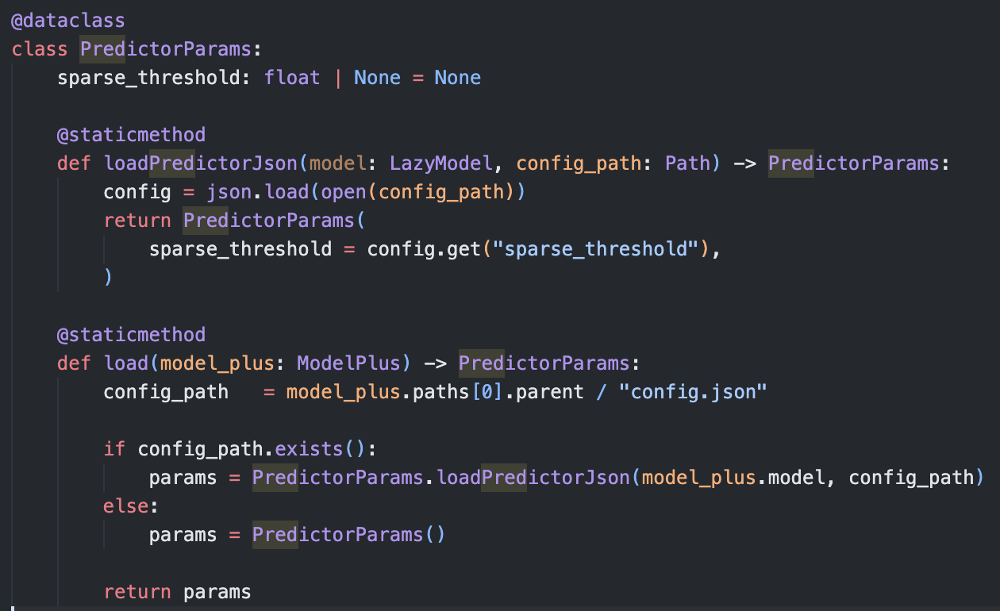 @dataclass
class PredictorParams:
    sparse_threshold: float | None = None

    @staticmethod
    def loadPredictorJson(model: LazyModel, config_path: Path) -> PredictorParams:
        config = json.load(open(config_path))
        return PredictorParams(
            sparse_threshold = config.get("sparse_threshold"),
        )

    @staticmethod
    def load(model_plus: ModelPlus) -> PredictorParams:
        config_path   = model_plus.paths[0].parent / "config.json"

        if config_path.exists():
            params = PredictorParams.loadPredictorJson(model_plus.model, config_path)
        else:
            params = PredictorParams()

        return params